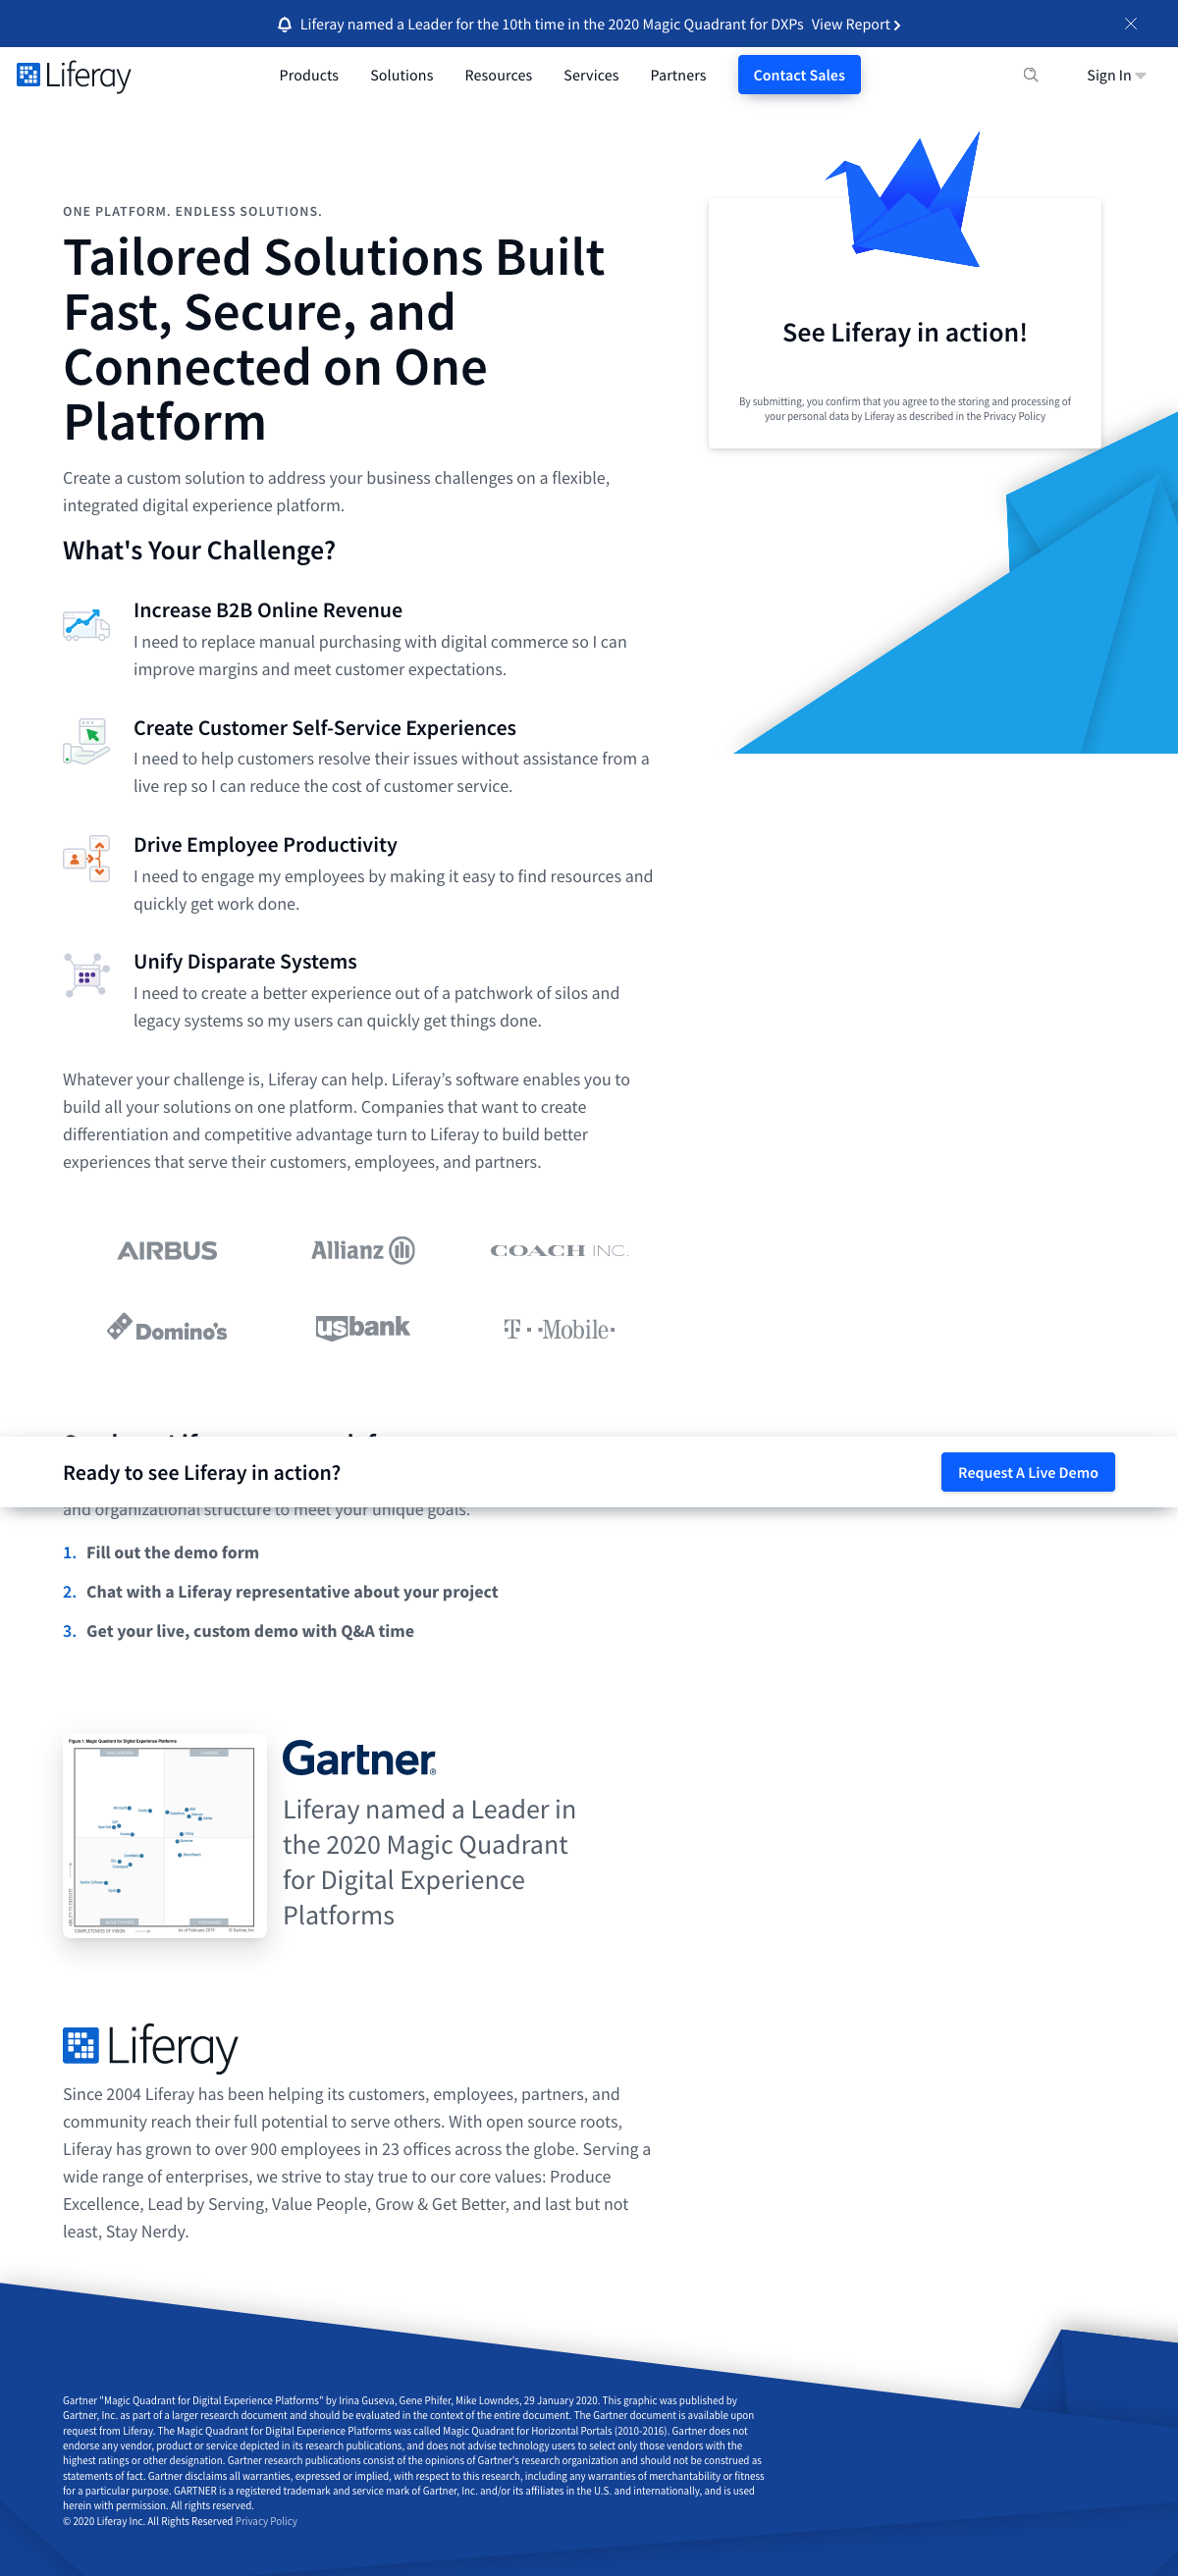 Liferay named a Leader for the 10th time in the 2020 Magic Quadrant for DXPs View Report
Liferay
Products Solutions Resources Services Partners Contact Sales Sign In
ONE PLATFORM. ENDLESS SOLUTIONS.
Tailored Solutions Built
Fast, Secure, and
Connected on One
Platform
Create a custom solution to address your business challenges on a flexible,
integrated digital experience platform.
See Liferay in action!
By submitting, you confirm that you agree to the storing and processing of
your personal data by Liferay as described in the Privacy Policy
What's Your Challenge?
Increase B2B Online Revenue
I need to replace manual purchasing with digital commerce so I can
improve margins and meet customer expectations.
Create Customer Self-Service Experiences
I need to help customers resolve their issues without assistance from a
live rep so I can reduce the cost of customer service.
Drive Employee Productivity
I need to engage my employees by making it easy to find resources and
quickly get work done.
Unify Disparate Systems
I need to create a better experience out of a patchwork of silos and
legacy systems so my users can quickly get things done.
Whatever your challenge is, Liferay can help. Liferay’s software enables you to
build all your solutions on one platform. Companies that want to create
differentiation and competitive advantage turn to Liferay to build better
experiences that serve their customers, employees, and partners.
AIRBUS Allianz COACH INC.
Domino's usbank T··Mobile·
Ready to see Liferay in action? Request A Live Demo
and organizational structure to meet your unique goals.
1. Fill out the demo form
2. Chat with a Liferay representative about your project
3. Get your live, custom demo with Q&A time
Figure 1. Magic Quadrant for Digital Experience Platforms
COMPLETENESS OF VISION As of February 2019 © Gartner, Inc
Gartner®
Liferay named a Leader in
the 2020 Magic Quadrant
for Digital Experience
Platforms
Liferay
Since 2004 Liferay has been helping its customers, employees, partners, and
community reach their full potential to serve others. With open source roots,
Liferay has grown to over 900 employees in 23 offices across the globe. Serving a
wide range of enterprises, we strive to stay true to our core values: Produce
Excellence, Lead by Serving, Value People, Grow & Get Better, and last but not
least, Stay Nerdy.
Gartner "Magic Quadrant for Digital Experience Platforms" by Irina Guseva, Gene Phifer, Mike Lowndes, 29 January 2020. This graphic was published by
Gartner, Inc. as part of a larger research document and should be evaluated in the context of the entire document. The Gartner document is available upon
request from Liferay. The Magic Quadrant for Digital Experience Platforms was called Magic Quadrant for Horizontal Portals (2010-2016). Gartner does not
endorse any vendor, product or service depicted in its research publications, and does not advise technology users to select only those vendors with the
highest ratings or other designation. Gartner research publications consist of the opinions of Gartner's research organization and should not be construed as
statements of fact. Gartner disclaims all warranties, expressed or implied, with respect to this research, including any warranties of merchantability or fitness
for a particular purpose. GARTNER is a registered trademark and service mark of Gartner, Inc. and/or its affiliates in the U.S. and internationally, and is used
herein with permission. All rights reserved.
© 2020 Liferay Inc. All Rights Reserved Privacy Policy